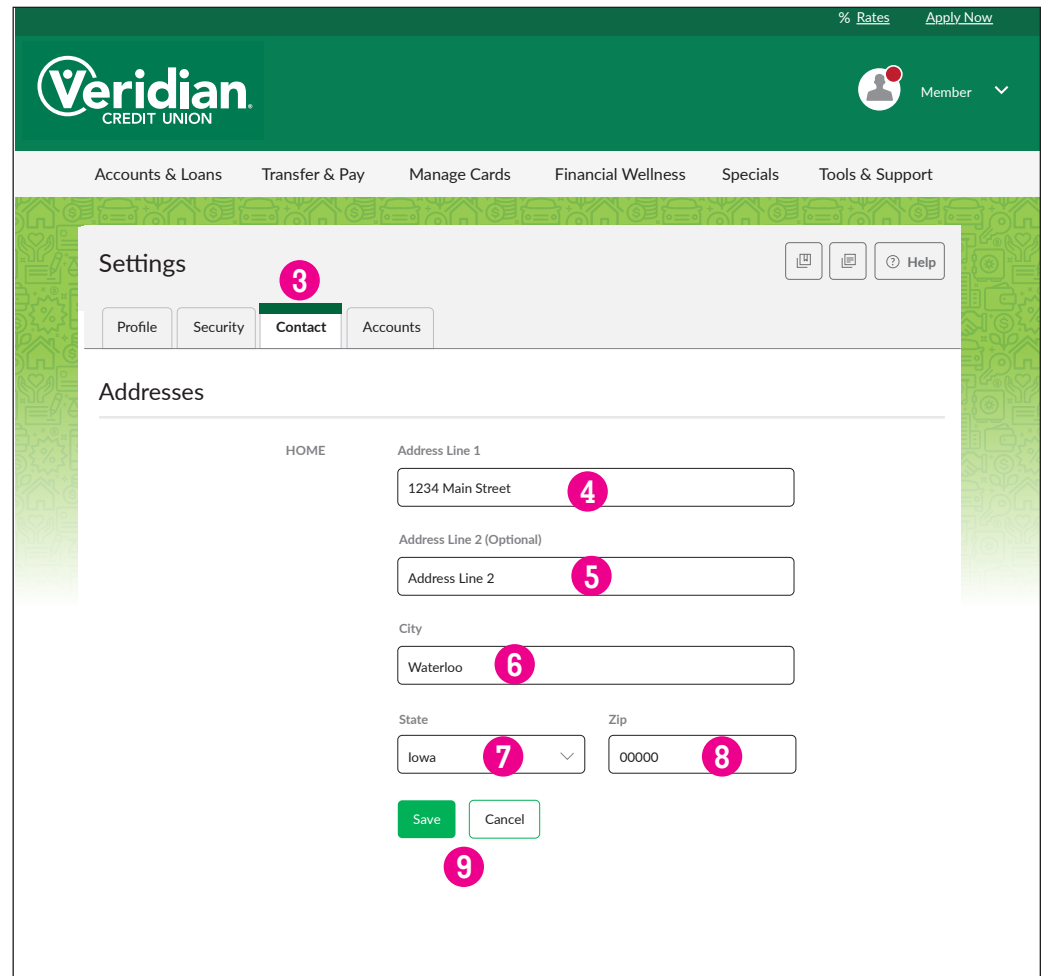 % Rates Apply Now
Veridian.
CREDIT UNION
Member
Accounts & Loans Transfer & Pay Manage Cards Financial Wellness Specials Tools & Support
Settings
? Help
3
Profile Security Contact Accounts
Addresses
HOME Address Line 1
1234 Main Street 4
Address Line 2 (Optional)
Address Line 2 5
City
Waterloo 6
State Zip
Iowa 7 00000 8
Save Cancel
9